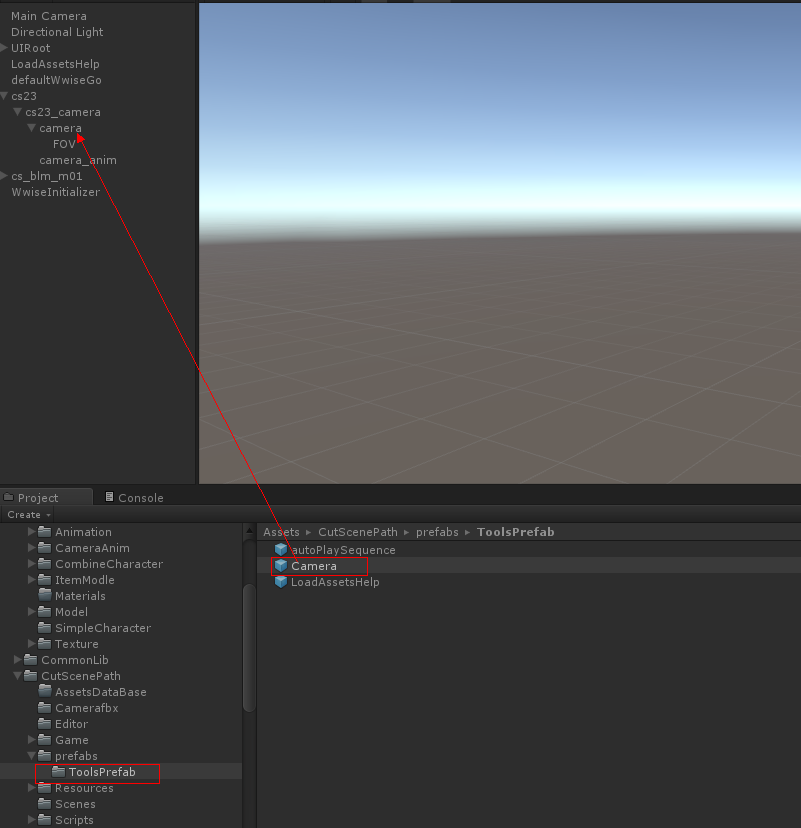 Main Camera
Directional Light
UIRoot
LoadAssetsHelp
defaultWwiseGo
cs23
cs23_camera
camera
FOV
camera_anim
cs_blm_m01
WwiseInitializer
Project
Console
Create
Animation
CameraAnim
CombineCharacter
ItemModle
Materials
Model
SimpleCharacter
Texture
CommonLib
CutScenePath
AssetsDataBase
Camerafbx
Editor
Game
prefabs
ToolsPrefab
Resources
Scenes
Scripts
Assets ▸ CutScenePath ▸ prefabs ▸ ToolsPrefab
autoPlaySequence
Camera
LoadAssetsHelp